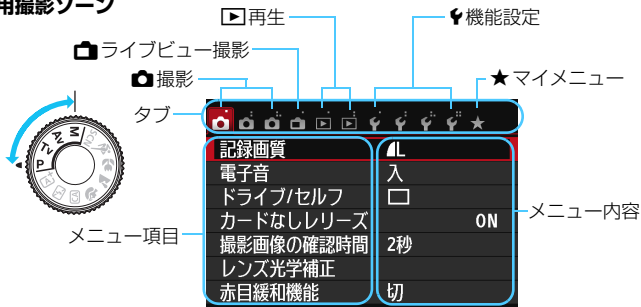 用撮影ゾーン
再生
機能設定
ライブビュー撮影
撮影
★マイメニュー
タブ
記録画質 L
電子音 入
ドライブ/セルフ
カードなしレリーズ ON
撮影画像の確認時間 2秒
レンズ光学補正
赤目緩和機能 切
メニュー項目
メニュー内容
M
Av
Tv
P